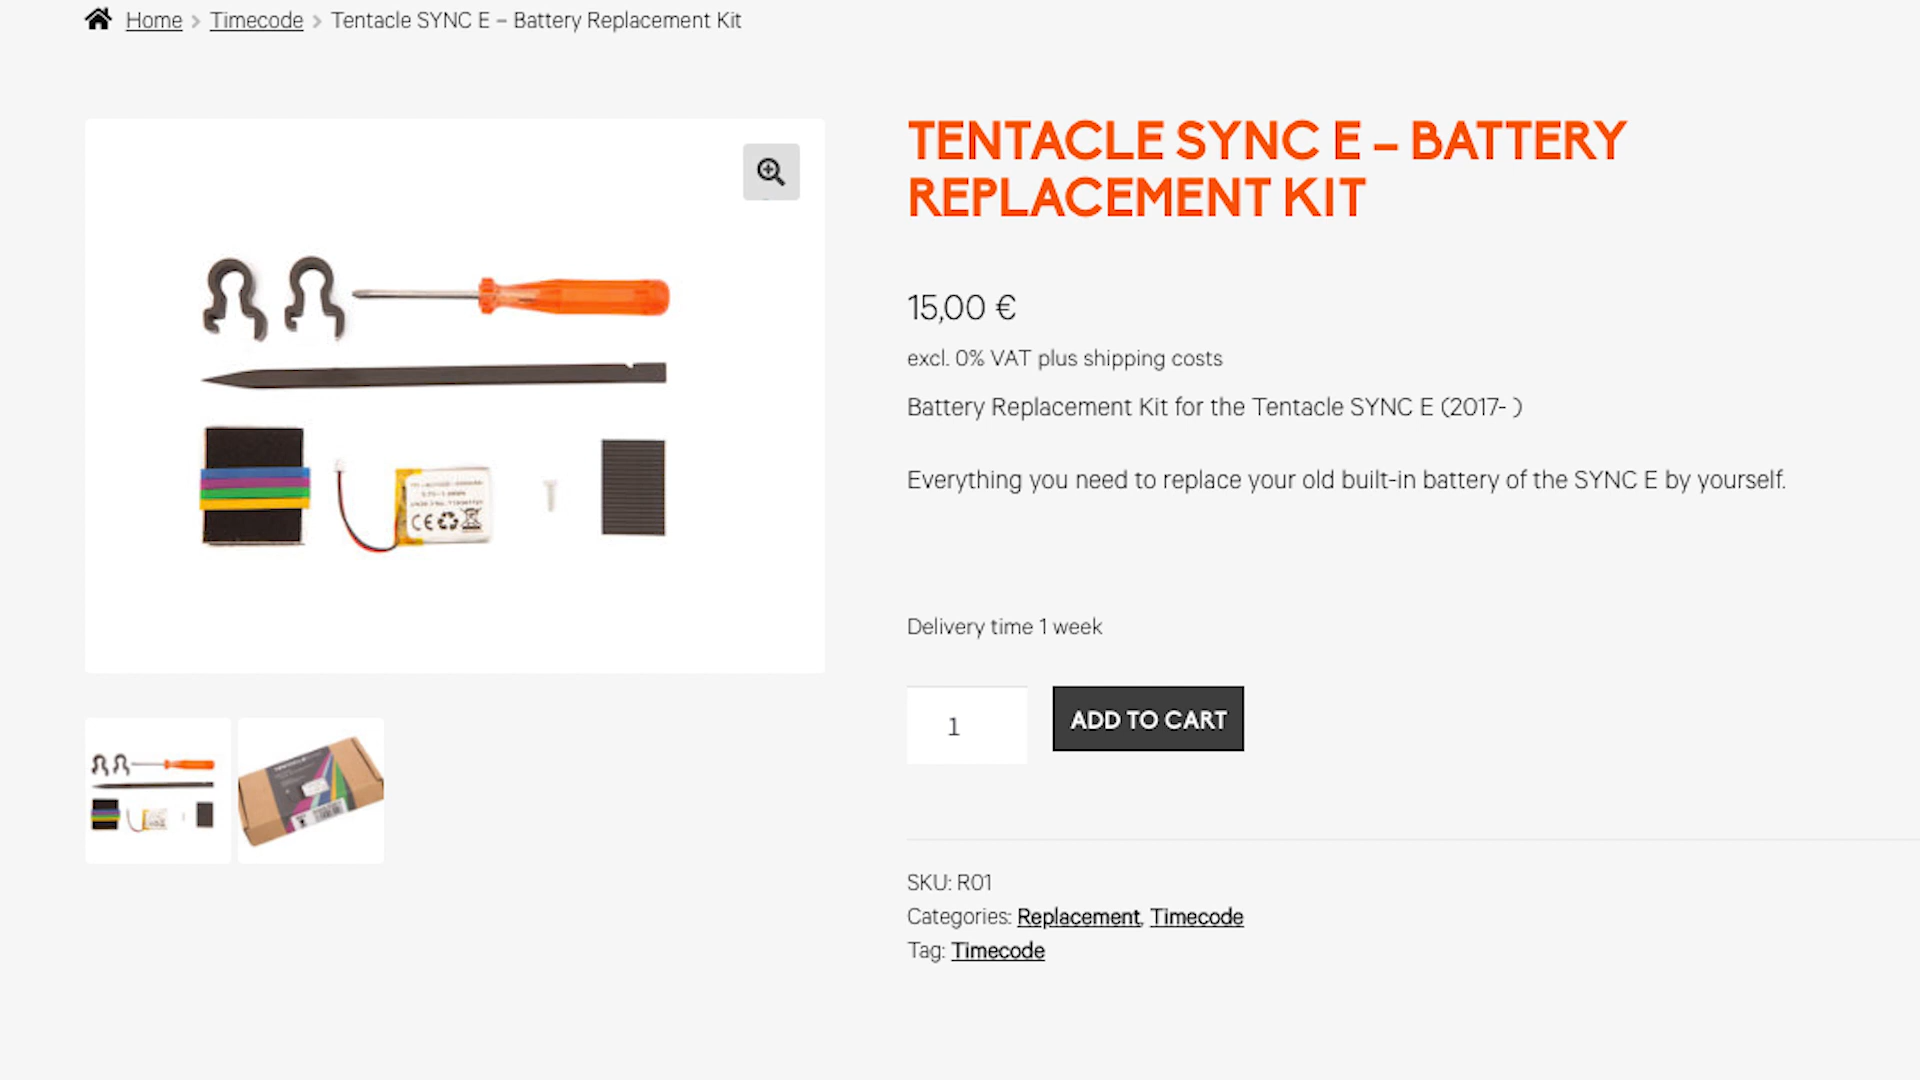 Home > Timecode > Tentacle SYNC E – Battery Replacement Kit
TENTACLE SYNC E – BATTERY
REPLACEMENT KIT
15,00 €
excl. 0% VAT plus shipping costs
Battery Replacement Kit for the Tentacle SYNC E (2017- )
Everything you need to replace your old built-in battery of the SYNC E by yourself.
Delivery time 1 week
1
ADD TO CART
SKU: R01
Categories: Replacement, Timecode
Tag: Timecode